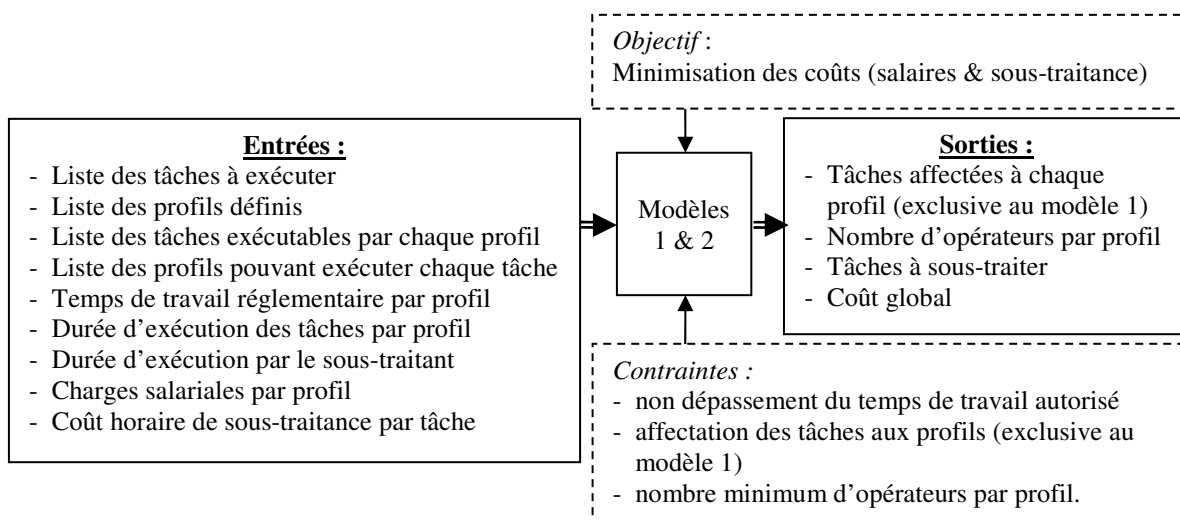 Objectif :
Minimisation des coûts (salaires & sous-traitance)
Entrées :
- Liste des tâches à exécuter
- Liste des profils définis
- Liste des tâches exécutables par chaque profil
- Liste des profils pouvant exécuter chaque tâche
- Temps de travail réglementaire par profil
- Durée d'exécution des tâches par profil
- Durée d'exécution par le sous-traitant
- Charges salariales par profil
- Coût horaire de sous-traitance par tâche
Modèles
1 & 2
Sorties :
- Tâches affectées à chaque
profil (exclusive au modèle 1)
- Nombre d'opérateurs par profil
- Tâches à sous-traiter
- Coût global
Contraintes :
- non dépassement du temps de travail autorisé
- affectation des tâches aux profils (exclusive au
modèle 1)
- nombre minimum d'opérateurs par profil.